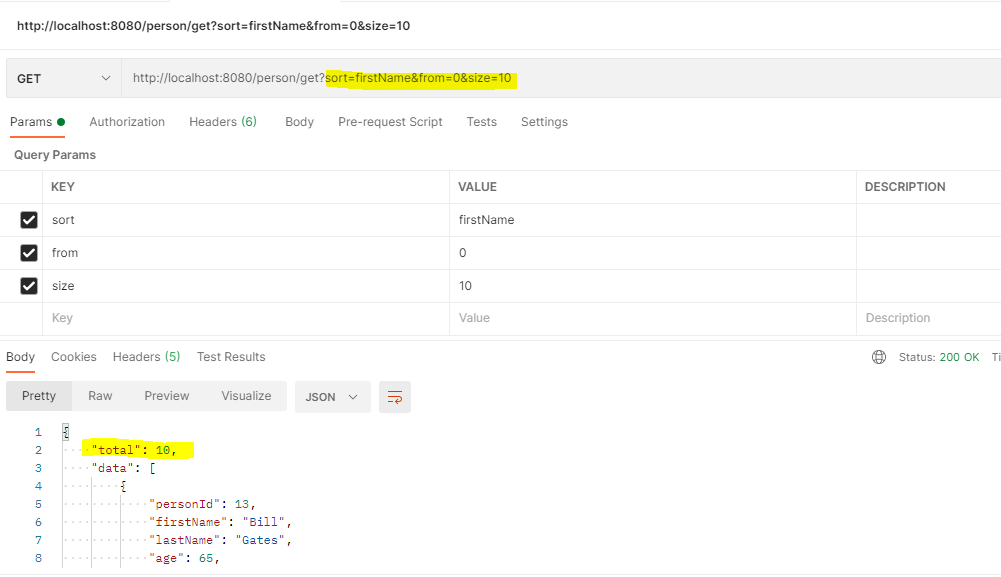 http://localhost:8080/person/get?sort=firstName&from=0&size=10
GET http://localhost:8080/person/get?sort=firstName&from=0&size=10
Params Authorization Headers (6) Body Pre-request Script Tests Settings
Query Params
KEY VALUE DESCRIPTION
sort firstName
from 0
size 10
Key Value Description
Body Cookies Headers (5) Test Results Status: 200 OK Ti
Pretty Raw Preview Visualize JSON
1 {
2 "total": 10,
3 "data": [
4 {
5 "personId": 13,
6 "firstName": "Bill",
7 "lastName": "Gates",
8 "age": 65,